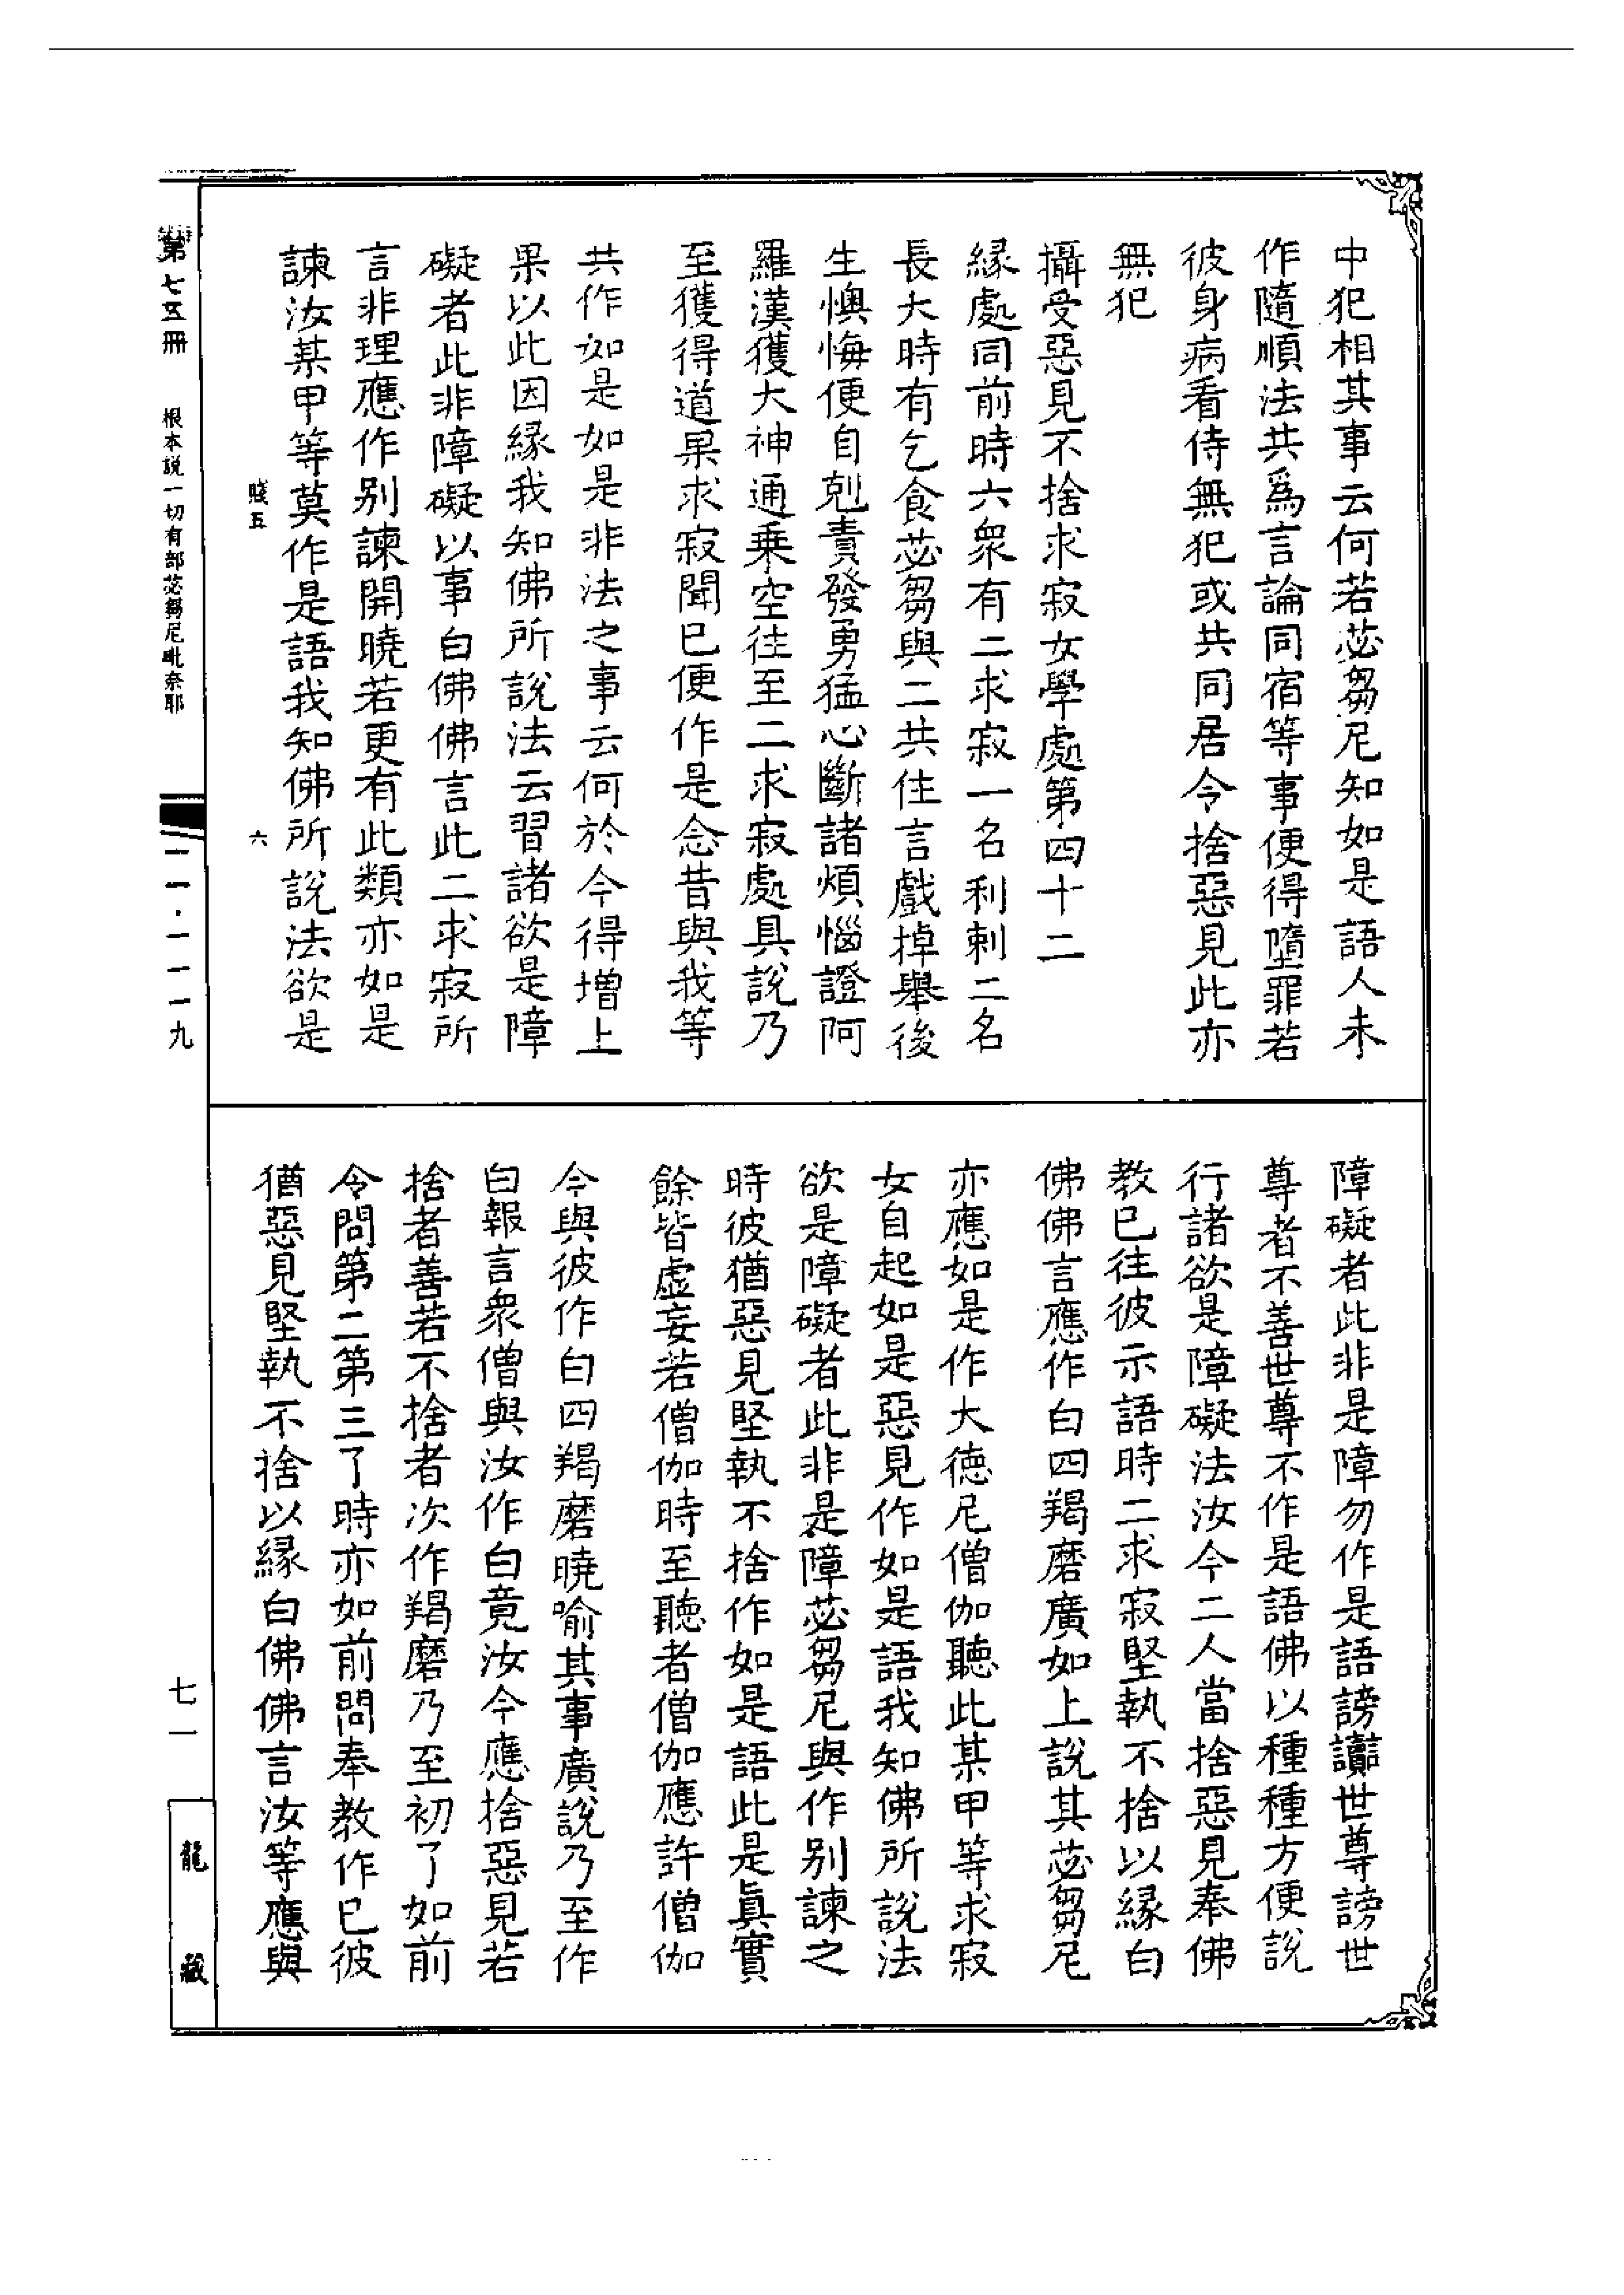 中犯相其事云何若苾芻尼知如是語人未
作隨順法共爲言論同宿等事便得墮罪若
彼身病看侍無犯或共同居令捨惡見此亦
無犯
攝受惡見不捨求寂女學處第四十二
緣處同前時六衆有二求寂一名利刺二名
長大時有乞食苾芻與二共住言戲掉舉後
生懊悔便自剋責發勇猛心斷諸煩惱證阿
羅漢獲大神通乗空往至二求寂處具說乃
至獲得道果求寂聞已便作是念昔與我等
共作如是如是非法之事云何於今得增上
果以此因緣我知佛所說法云習諸欲是障
礙者此非障礙以事白佛佛言此二求寂所
言非理應作别諫開曉若更有此類亦如是
諫汝某甲等莫作是語我知佛所說法欲是
障礙者此非是障勿作是語謗讟世尊謗世
尊者不善世尊不作是語佛以種種方便說
行諸欲是障礙法汝今二人當捨惡見奉佛
教已往彼示語時二求寂堅執不捨以緣白
佛佛言應作白四羯磨廣如上說其苾芻尼
亦應如是作大德尼僧伽聽此某甲等求寂
女自起如是惡見作如是語我知佛所說法
欲是障礙者此非是障苾芻尼與作别諫之
時彼猶惡見堅執不捨作如是語此是眞實
餘皆虛妄若僧伽時至聽者僧伽應許僧伽
今與彼作白四羯磨曉喻其事廣說乃至作
白報言衆僧與汝作白竟汝今應捨惡見若
捨者善若不捨者次作羯磨乃至初了如前
令問第二第三了時亦如前問奉教作已彼
猶惡見堅執不捨以緣白佛佛言汝等應與
賤五
六
第七五冊
根本說一切有部苾芻尼毗奈耶
一一·一一一九
七一
龍藏